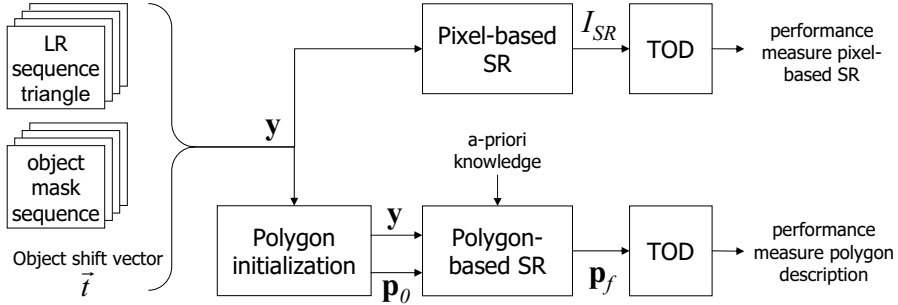 LR
sequence
triangle
object
mask
sequence
Object shift vector
t
y
Pixel-based
SR
I_SR
TOD
performance
measure pixel-
based SR
a-priori
knowledge
Polygon
initialization
y
p_0
Polygon-
based SR
p_f
TOD
performance
measure polygon
description